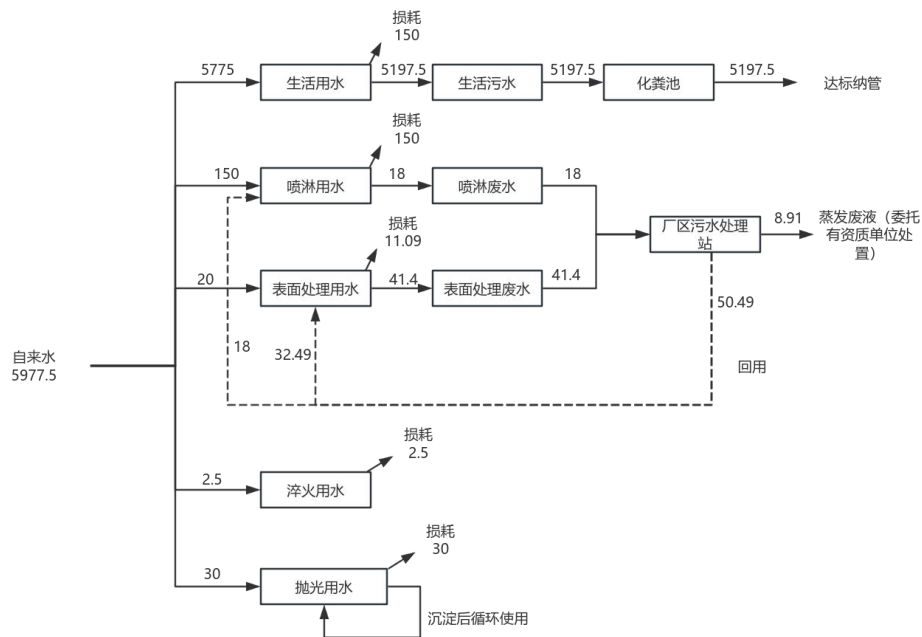 损耗
150
5775
生活用水
5197.5
生活污水
5197.5
化粪池
5197.5
达标纳管
损耗
150
150
喷淋用水
18
喷淋废水
18
损耗
11.09
厂区污水处理
站
8.91
蒸发废液（委托
有资质单位处
置）
20
表面处理用水
41.4
表面处理废水
41.4
50.49
18
32.49
自来水
5977.5
回用
损耗
2.5
2.5
淬火用水
损耗
30
30
抛光用水
沉淀后循环使用